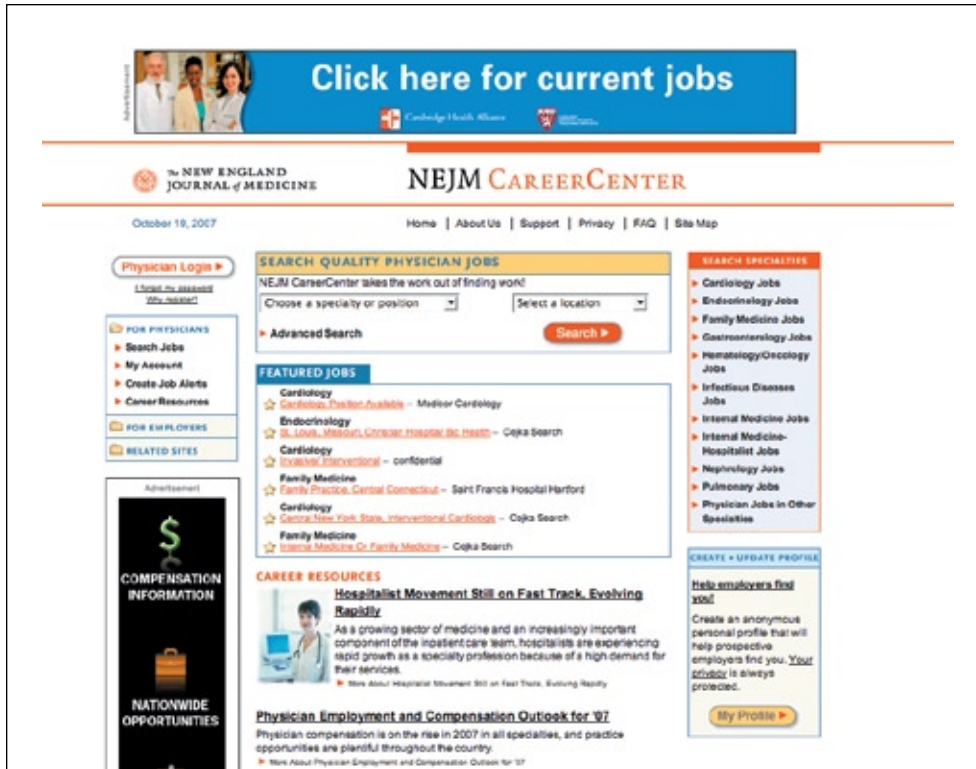 Advertisement
Click here for current jobs
Cambridge Health Alliance
The NEW ENGLAND
JOURNAL of MEDICINE
NEJM CAREERCENTER
October 19, 2007
Home | About Us | Support | Privacy | FAQ | Site Map
Physician Login
I forgot my password
Why register?
FOR PHYSICIANS
Search Jobs
My Account
Create Job Alerts
Career Resources
FOR EMPLOYERS
RELATED SITES
Advertisement
$
COMPENSATION
INFORMATION
NATIONWIDE
OPPORTUNITIES
SEARCH QUALITY PHYSICIAN JOBS
NEJM CareerCenter takes the work out of finding work!
Choose a specialty or position
Select a location
Advanced Search
Search
FEATURED JOBS
Cardiology
Cardiology Position Available – Medicor Cardiology
Endocrinology
St. Louis, Missouri, Christian Hospital Bjc Health – Cejka Search
Cardiology
Invasive/Interventional – confidential
Family Medicine
Family Practice, Central Connecticut – Saint Francis Hospital Hartford
Cardiology
Central New York State, Interventional Cardiologis – Cejka Search
Family Medicine
Internal Medicine Or Family Medicine – Cejka Search
CAREER RESOURCES
Hospitalist Movement Still on Fast Track, Evolving
Rapidly
As a growing sector of medicine and an increasingly important
component of the inpatient care team, hospitalists are experiencing
rapid growth as a specialty profession because of a high demand for
their services.
More About Hospitalist Movement Still on Fast Track, Evolving Rapidly
Physician Employment and Compensation Outlook for '07
Physician compensation is on the rise in 2007 in all specialties, and practice
opportunities are plentiful throughout the country.
More About Physician Employment and Compensation Outlook for '07
SEARCH SPECIALTIES
Cardiology Jobs
Endocrinology Jobs
Family Medicine Jobs
Gastroenterology Jobs
Hematology/Oncology
Jobs
Infectious Diseases
Jobs
Internal Medicine Jobs
Internal Medicine-
Hospitalist Jobs
Nephrology Jobs
Pulmonary Jobs
Physician Jobs in Other
Specialties
CREATE + UPDATE PROFILE
Help employers find
you!
Create an anonymous
personal profile that will
help prospective
employers find you. Your
privacy is always
protected.
My Profile